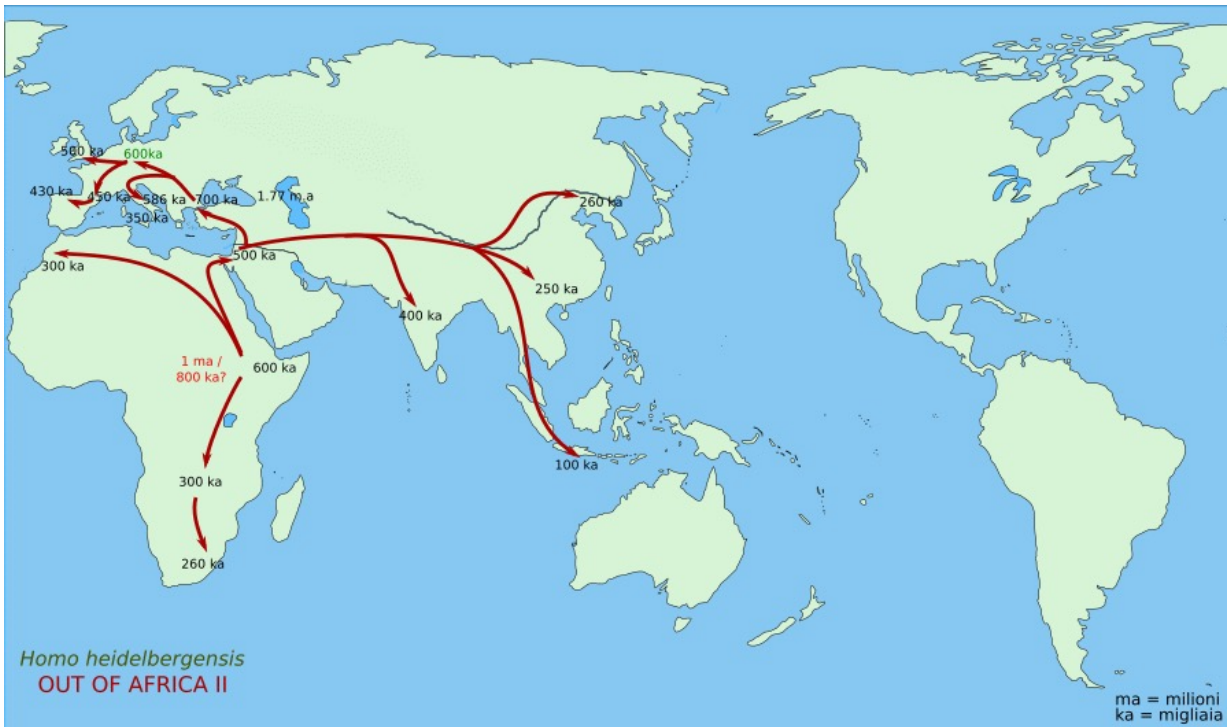 560 ka
600ka
430 ka
450 ka
586 ka
700 ka
1.77 m.a
350 ka
260 ka
300 ka
500 ka
250 ka
400 ka
1 ma /
800 ka?
600 ka
100 ka
300 ka
260 ka
Homo heidelbergensis
OUT OF AFRICA II
ma = milioni
ka = migliaia